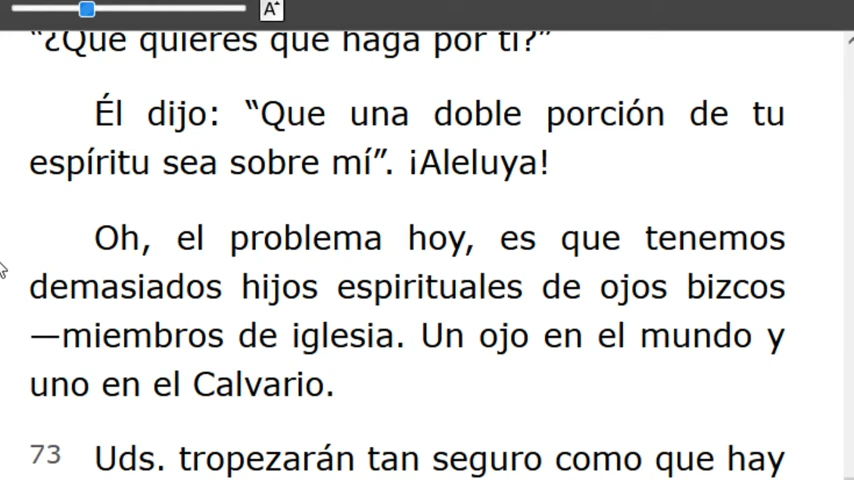 A
“¿Qué quieres que haga por ti?”
Él dijo: “Que una doble porción de tu
espíritu sea sobre mí”. ¡Aleluya!
Oh, el problema hoy, es que tenemos
demasiados hijos espirituales de ojos bizcos
—miembros de iglesia. Un ojo en el mundo y
uno en el Calvario.
73 Uds. tropezarán tan seguro como que hay